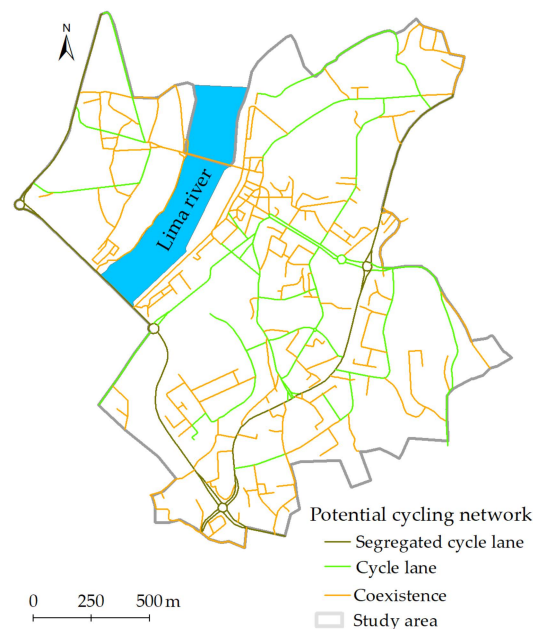 N
Lima river
Potential cycling network
Segregated cycle lane
Cycle lane
Coexistence
Study area
0 250 500 m